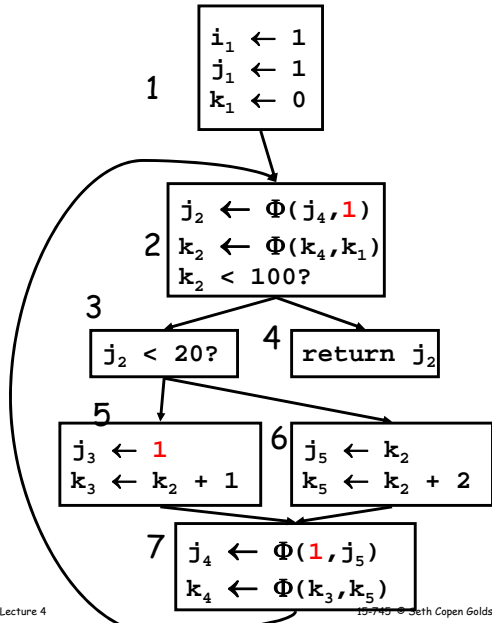 1
i₁ ← 1
j₁ ← 1
k₁ ← 0
2
j₂ ← Φ(j₄,1)
k₂ ← Φ(k₄,k₁)
k₂ < 100?
3
j₂ < 20?
4
return j₂
5
j₃ ← 1
k₃ ← k₂ + 1
6
j₅ ← k₂
k₅ ← k₂ + 2
7
j₄ ← Φ(1,j₅)
k₄ ← Φ(k₃,k₅)
Lecture 4
15-745 © Seth Copen Golds